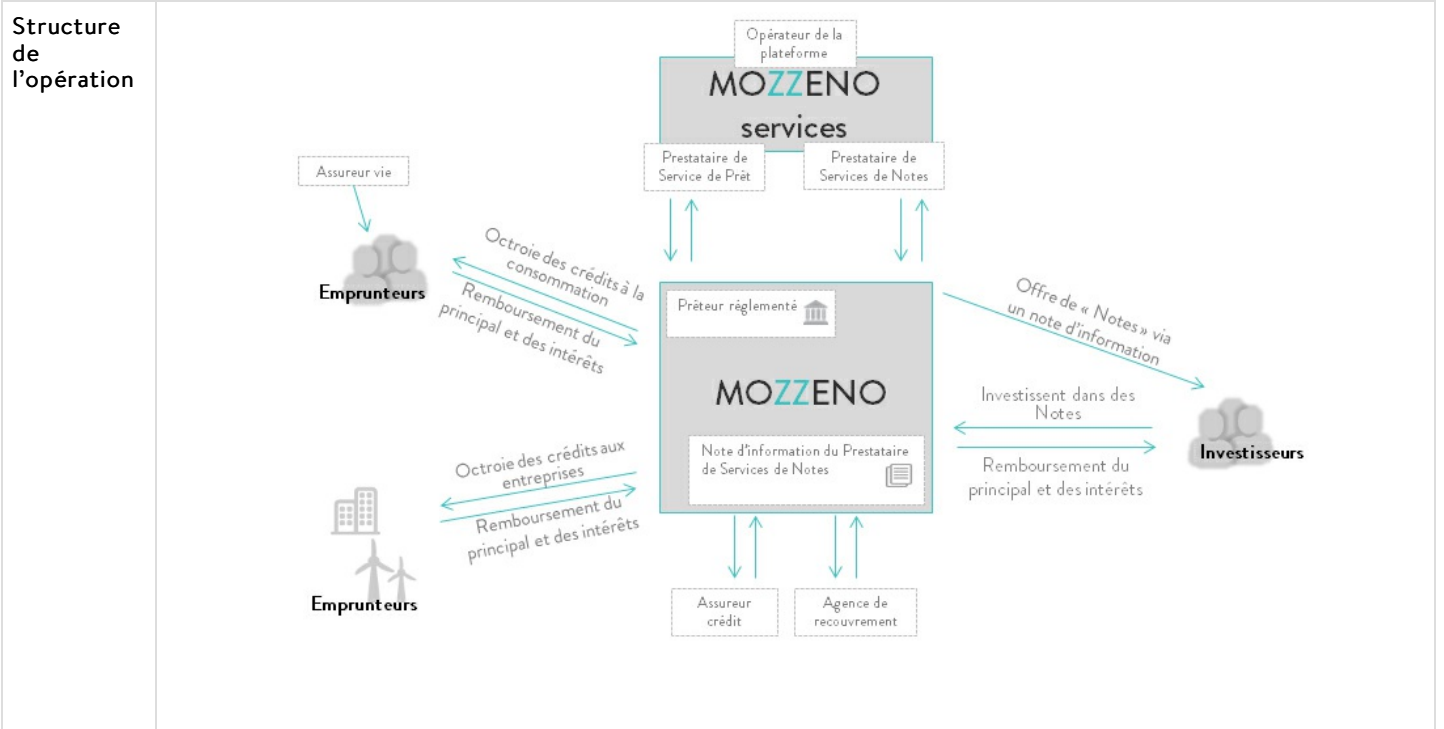 Structure
de
l'opération
Opérateur de la
plateforme
MOZZENO
services
Prestataire de
Service de Prêt
Prestataire de
Services de Notes
Assureur vie
Emprunteurs
Octroie des crédits à la
consommation
Remboursement du
principal et des intérêts
Prêteur réglementé
MOZZENO
Note d'information du Prestataire
de Services de Notes
Offre de « Notes » via
un note d'information
Investissent dans des
Notes
Remboursement du
principal et des intérêts
Investisseurs
Octroie des crédits aux
entreprises
Remboursement du
principal et des intérêts
Emprunteurs
Assureur
crédit
Agence de
recouvrement